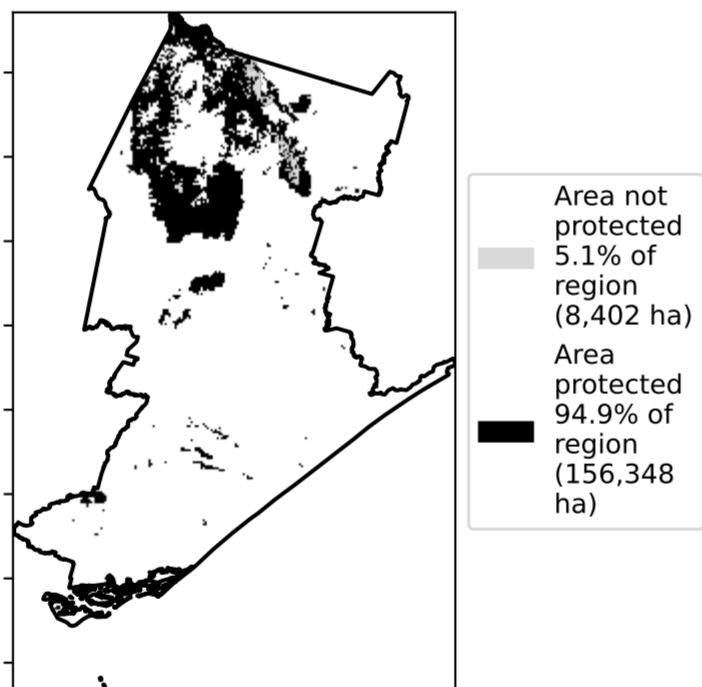 Area not
protected
5.1% of
region
(8,402 ha)
Area
protected
94.9% of
region
(156,348
ha)